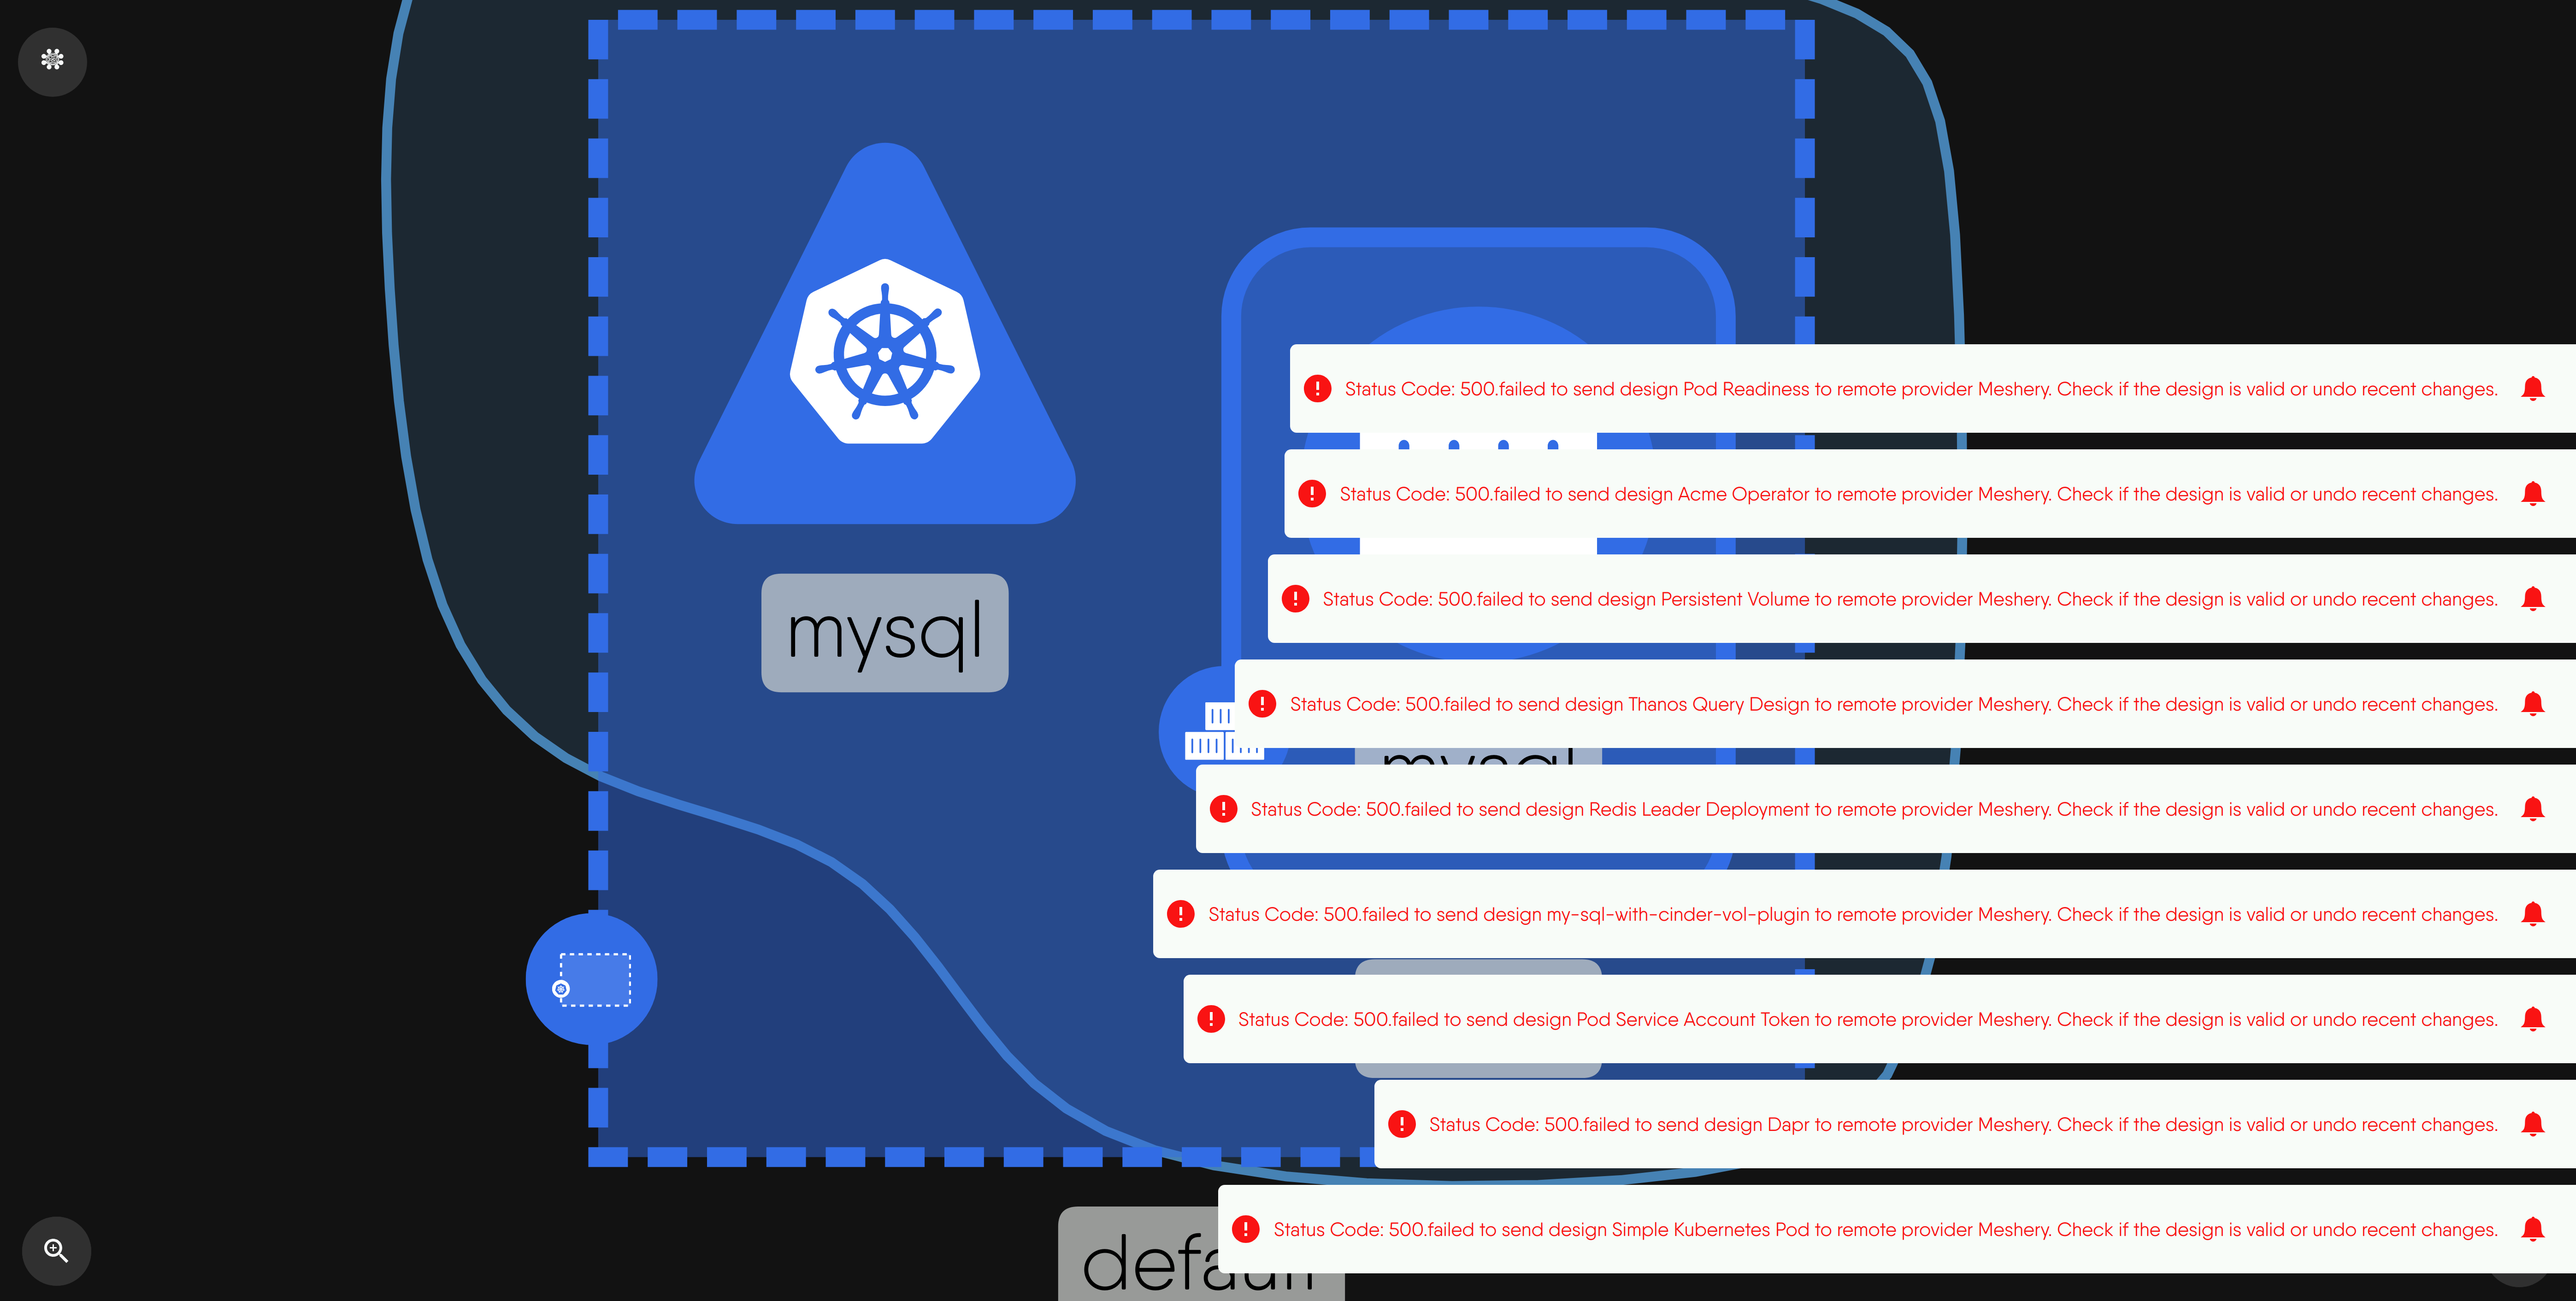 Status Code: 500.failed to send design Pod Readiness to remote provider Meshery. Check if the design is valid or undo recent changes.
Status Code: 500.failed to send design Acme Operator to remote provider Meshery. Check if the design is valid or undo recent changes.
Status Code: 500.failed to send design Persistent Volume to remote provider Meshery. Check if the design is valid or undo recent changes.
mysql
Status Code: 500.failed to send design Thanos Query Design to remote provider Meshery. Check if the design is valid or undo recent changes.
mysql
Status Code: 500.failed to send design Redis Leader Deployment to remote provider Meshery. Check if the design is valid or undo recent changes.
Status Code: 500.failed to send design my-sql-with-cinder-vol-plugin to remote provider Meshery. Check if the design is valid or undo recent changes.
Status Code: 500.failed to send design Pod Service Account Token to remote provider Meshery. Check if the design is valid or undo recent changes.
Status Code: 500.failed to send design Dapr to remote provider Meshery. Check if the design is valid or undo recent changes.
Status Code: 500.failed to send design Simple Kubernetes Pod to remote provider Meshery. Check if the design is valid or undo recent changes.
default